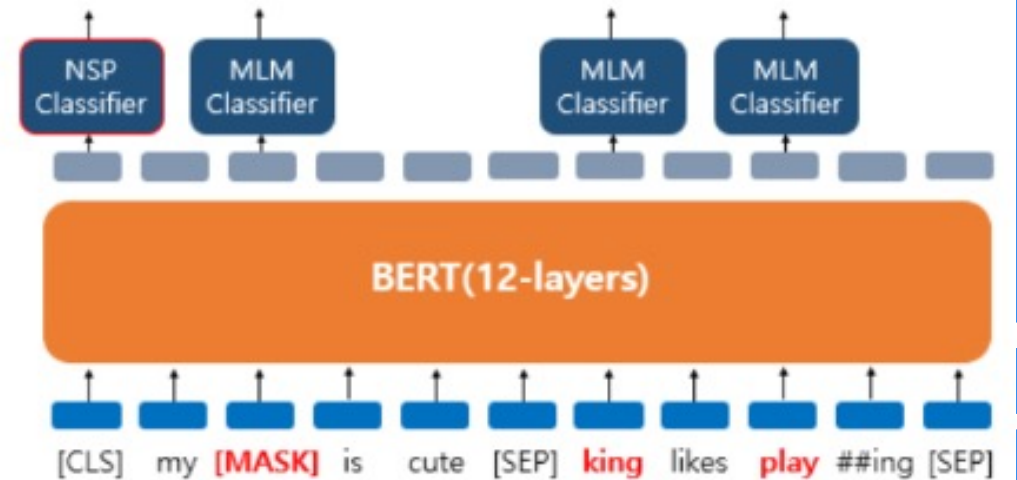 NSP
Classifier
MLM
Classifier
MLM
Classifier
MLM
Classifier
BERT(12-layers)
[CLS] my [MASK] is cute [SEP] king likes play ##ing [SEP]